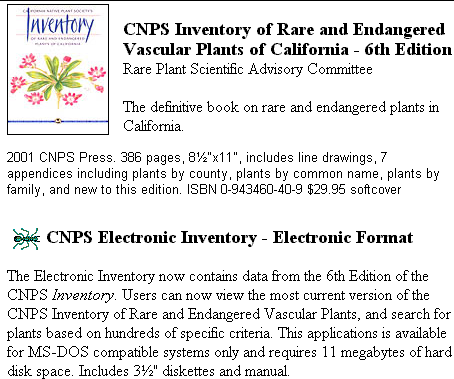 CALIFORNIA NATIVE PLANT SOCIETY'S
Inventory
OF RARE AND ENDANGERED
PLANTS OF CALIFORNIA
CNPS Inventory of Rare and Endangered
Vascular Plants of California - 6th Edition
Rare Plant Scientific Advisory Committee
The definitive book on rare and endangered plants in
California.
2001 CNPS Press. 386 pages, 8½"x11", includes line drawings, 7
appendices including plants by county, plants by common name, plants by
family, and new to this edition. ISBN 0-943460-40-9 $29.95 softcover
CNPS Electronic Inventory - Electronic Format
The Electronic Inventory now contains data from the 6th Edition of the
CNPS Inventory. Users can now view the most current version of the
CNPS Inventory of Rare and Endangered Vascular Plants, and search for
plants based on hundreds of specific criteria. This applications is available
for MS-DOS compatible systems only and requires 11 megabytes of hard
disk space. Includes 3½" diskettes and manual.